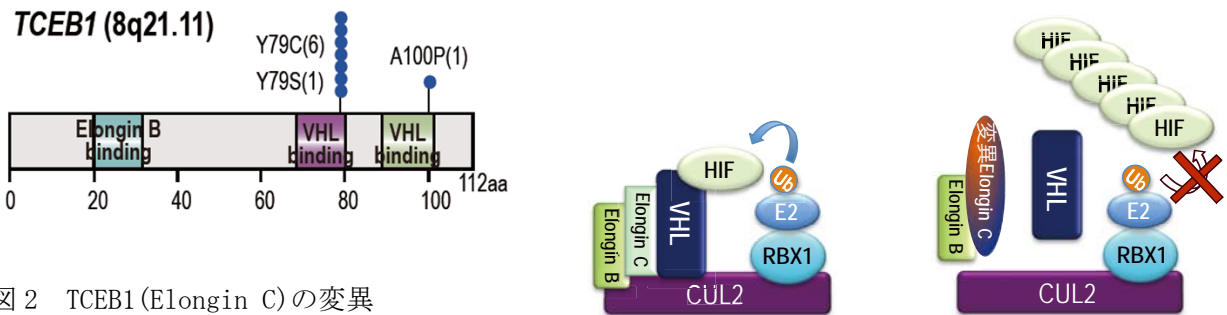 TCEB1 (8q21.11)
Y79C(6)
Y79S(1)
A100P(1)
Elongin B
binding
VHL
binding
VHL
binding
0
20
40
60
80
100
112aa
図2 TCEB1(Elongin C)の変異
HIF
Ub
E2
RBX1
VHL
Elongin C
Elongin B
CUL2
HIF
HIF
HIF
HIF
HIF
変異Elongin C
Elongin B
VHL
Ub
E2
RBX1
CUL2